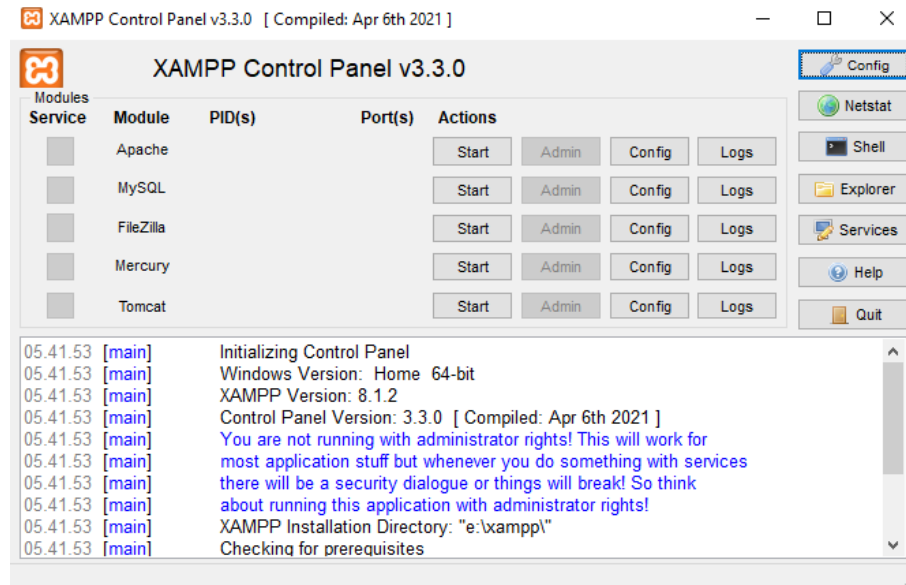 XAMPP Control Panel v3.3.0 [ Compiled: Apr 6th 2021 ]
XAMPP Control Panel v3.3.0
Config
Modules
Service Module PID(s) Port(s) Actions
Netstat
Apache Start Admin Config Logs
Shell
MySQL Start Admin Config Logs
Explorer
FileZilla Start Admin Config Logs
Services
Mercury Start Admin Config Logs
Help
Tomcat Start Admin Config Logs
Quit
05.41.53 [main] Initializing Control Panel
05.41.53 [main] Windows Version: Home 64-bit
05.41.53 [main] XAMPP Version: 8.1.2
05.41.53 [main] Control Panel Version: 3.3.0 [ Compiled: Apr 6th 2021 ]
05.41.53 [main] You are not running with administrator rights! This will work for
05.41.53 [main] most application stuff but whenever you do something with services
05.41.53 [main] there will be a security dialogue or things will break! So think
05.41.53 [main] about running this application with administrator rights!
05.41.53 [main] XAMPP Installation Directory: "e:\xampp\"
05.41.53 [main] Checking for prerequisites